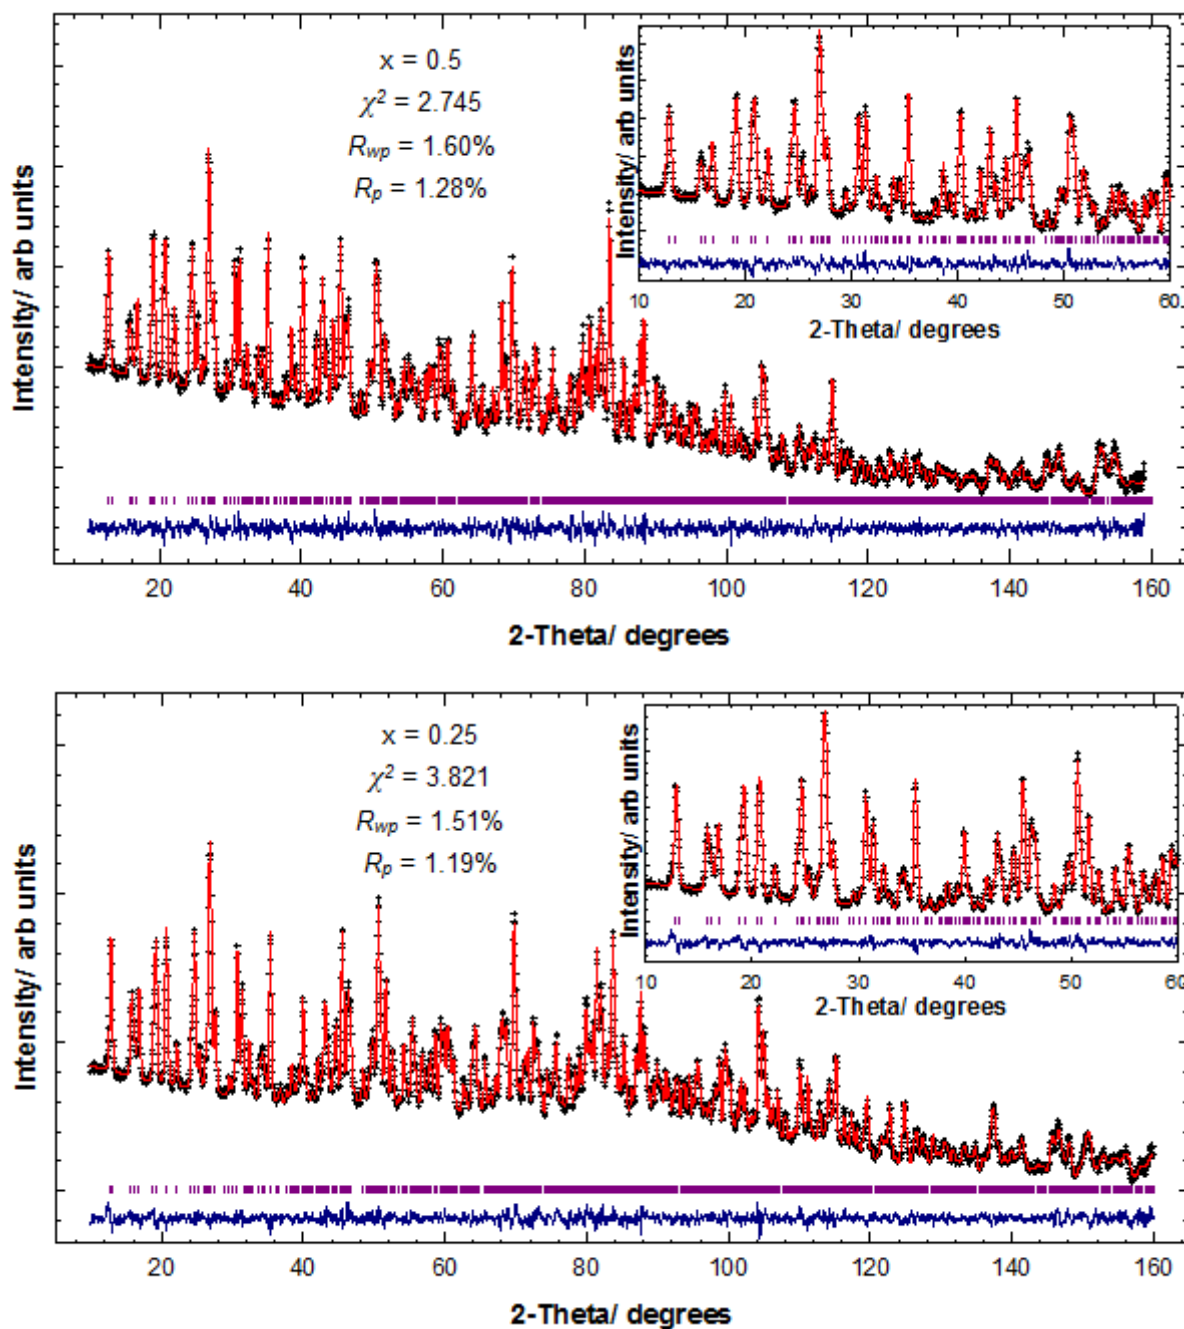 x = 0.5
χ² = 2.745
Rwp = 1.60%
Rp = 1.28%
Intensity/ arb units
10 20 30 40 50 60
2-Theta/ degrees
Intensity/ arb units
20 40 60 80 100 120 140 160
2-Theta/ degrees
x = 0.25
χ² = 3.821
Rwp = 1.51%
Rp = 1.19%
Intensity/ arb units
10 20 30 40 50 60
2-Theta/ degrees
Intensity/ arb units
20 40 60 80 100 120 140 160
2-Theta/ degrees